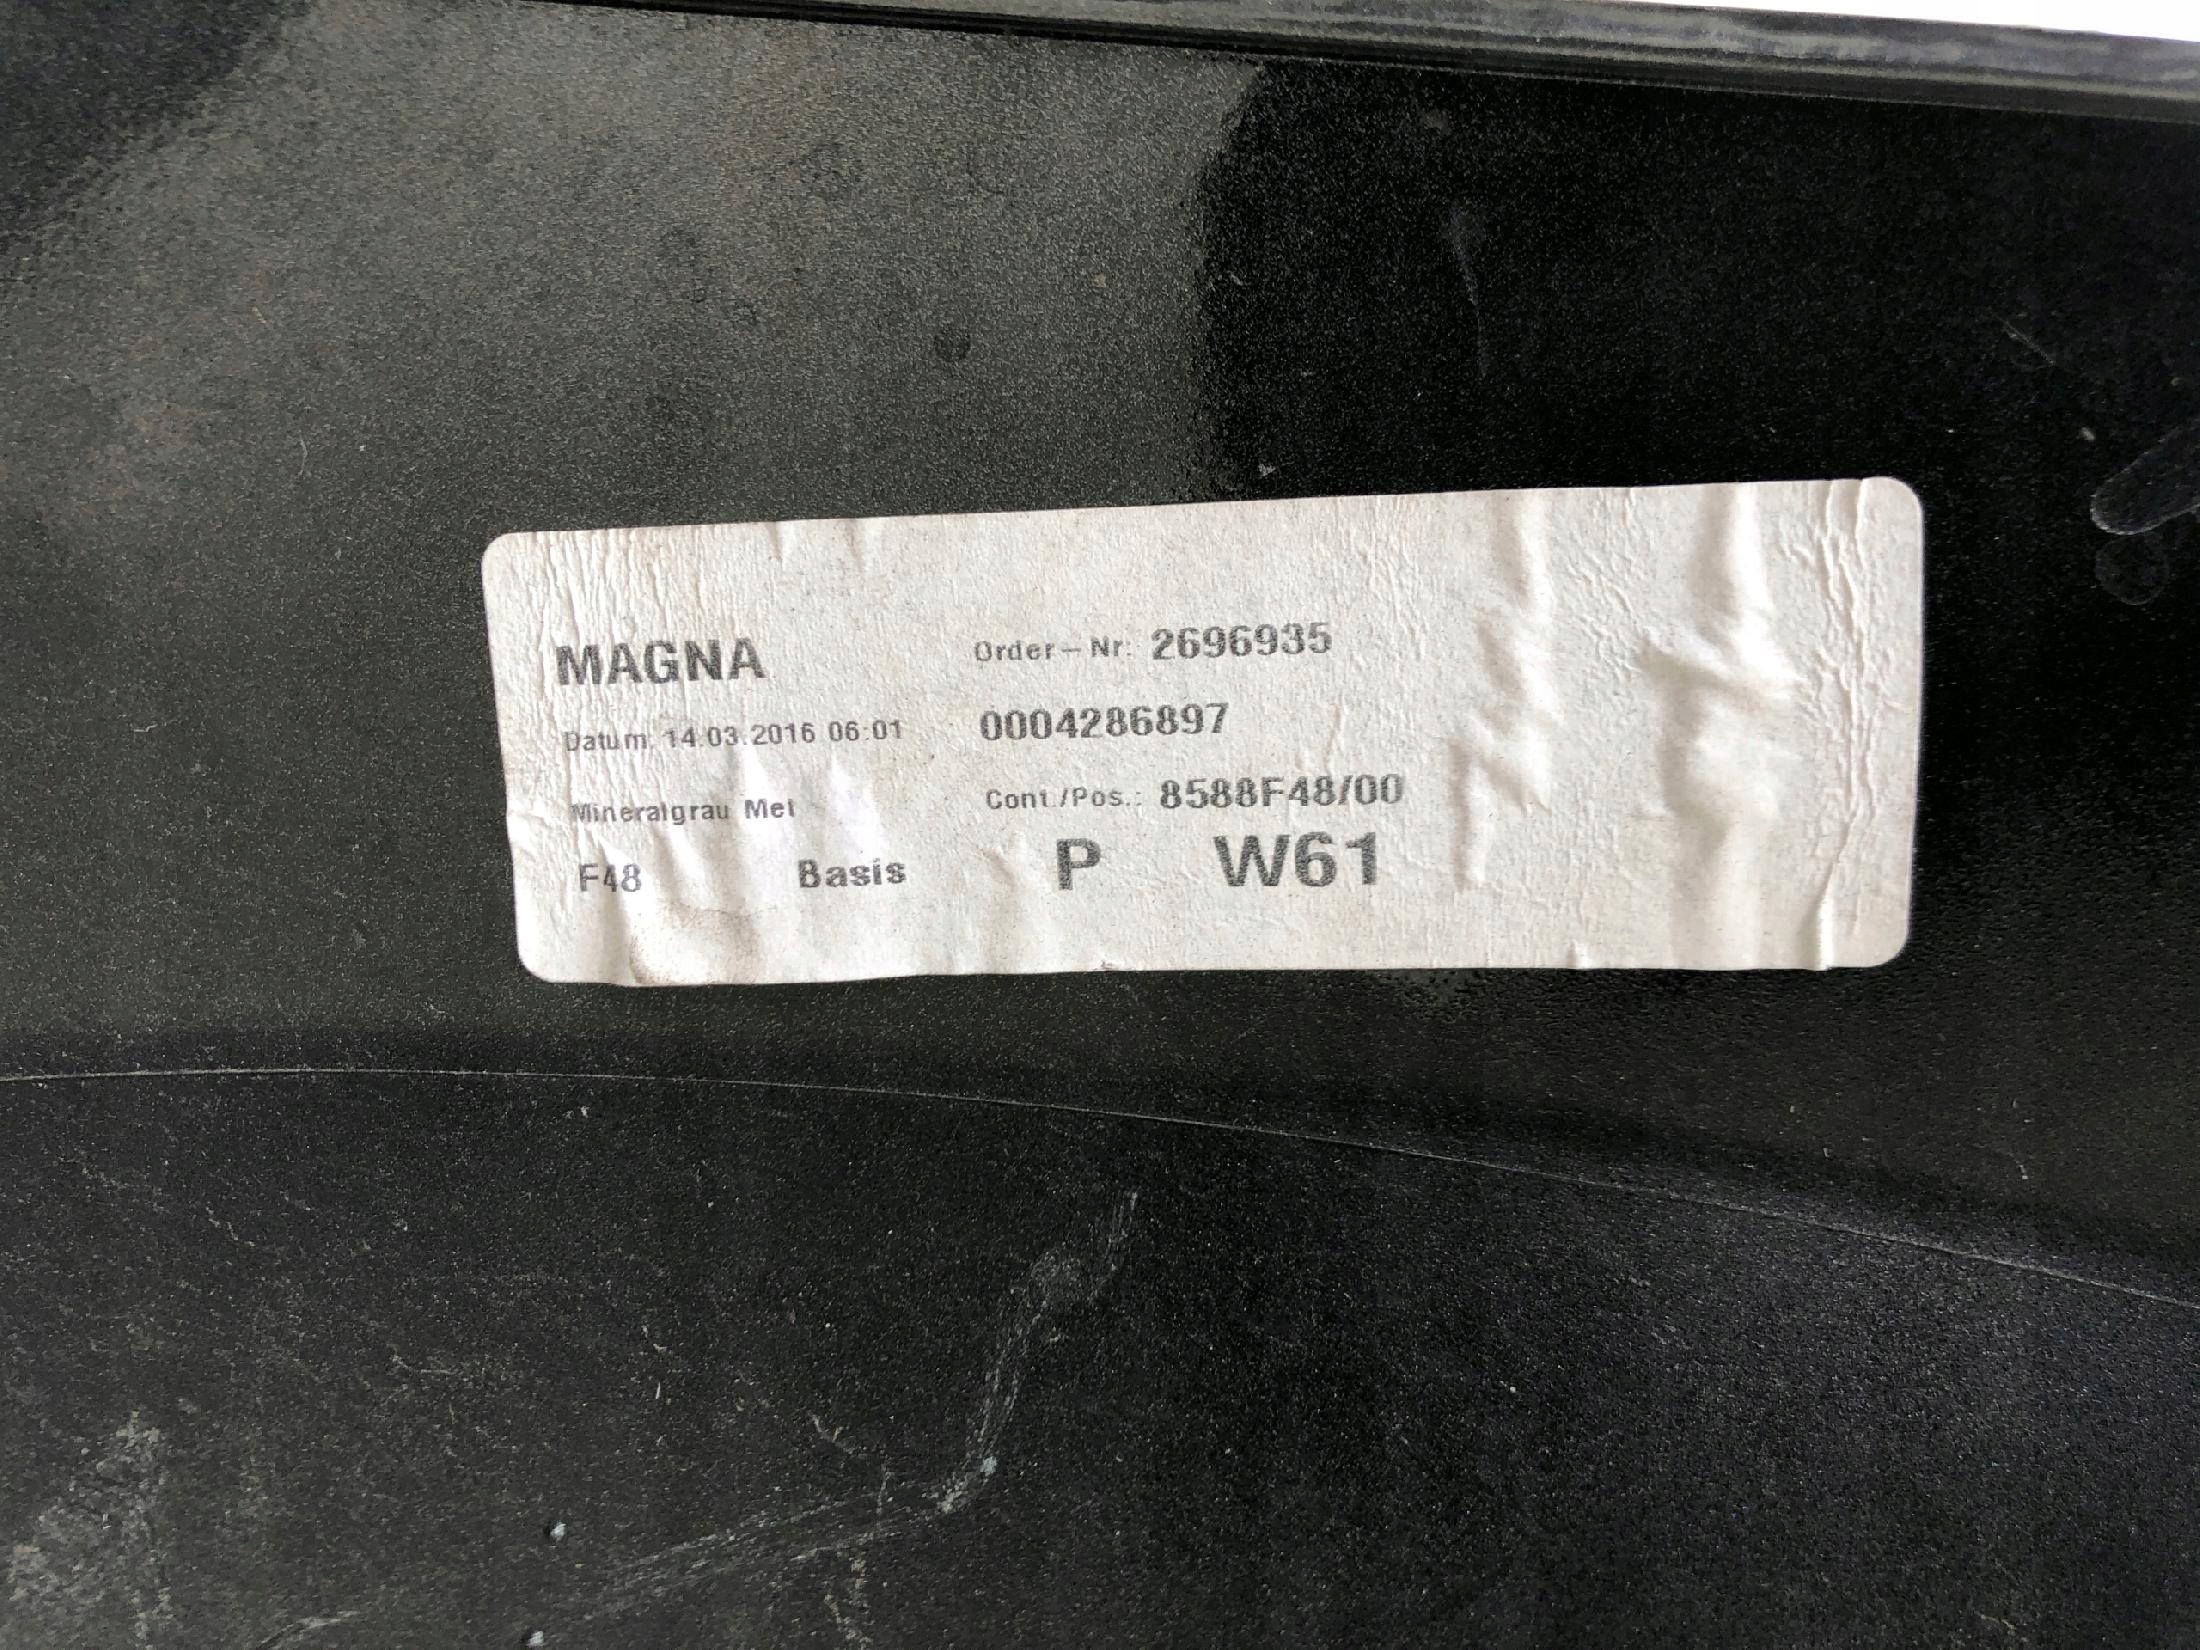 MAGNA Order-Nr: 2696935
Datum: 14.03.2016 06:01 0004286897
Mineralgrau Met Cont./Pos.: 8588F48/00
F48 Basis P W61